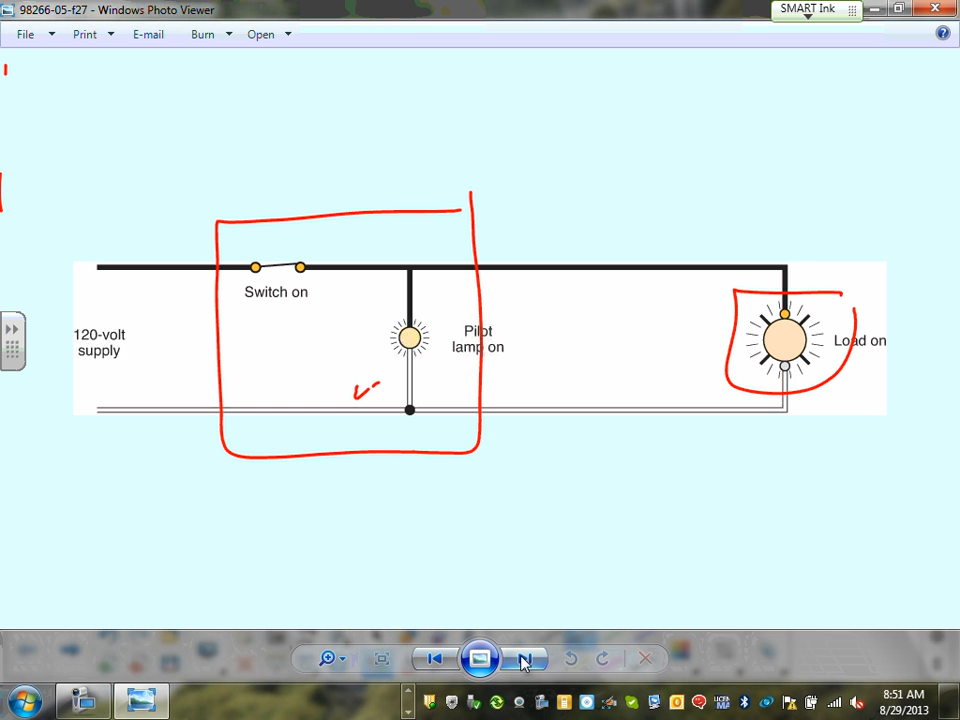 98266-05-f27 - Windows Photo Viewer
SMART Ink
File Print E-mail Burn Open
Switch on
120-volt
supply
Pilot
lamp on
Load on
8:51 AM
8/29/2013